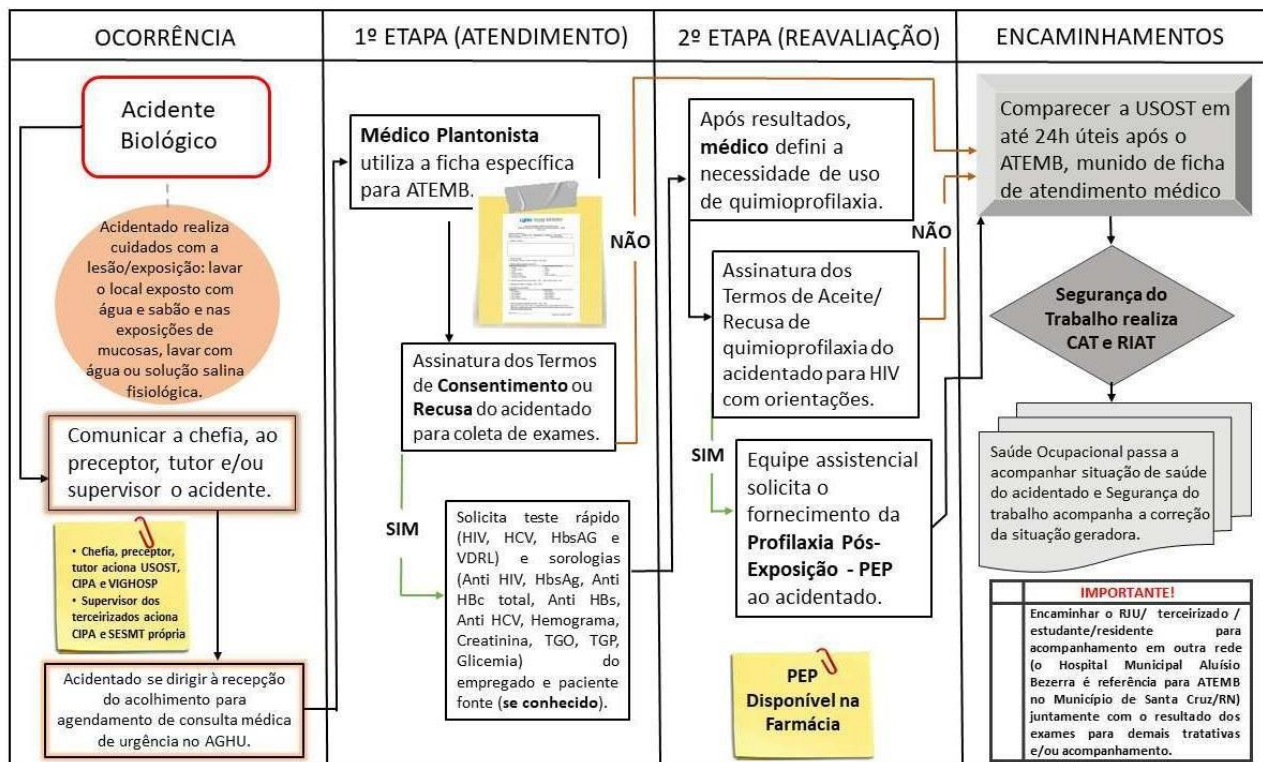 OCORRÊNCIA
Acidente
Biológico
Acidentado realiza
cuidados com a
lesão/exposição: lavar
o local exposto com
água e sabão e nas
exposições de
mucosas, lavar com
água ou solução salina
fisiológica.
Comunicar a chefia, ao
preceptor, tutor e/ou
supervisor o acidente.
• Chefia, preceptor,
tutor aciona USOST,
CIPA e VIGHOSP
• Supervisor dos
terceirizados aciona
CIPA e SESMT própria
Acidentado se dirigir à recepção
do acolhimento para
agendamento de consulta médica
de urgência no AGHU.
1º ETAPA (ATENDIMENTO)
Médico Plantonista
utiliza a ficha específica
para ATEMB.
NÃO
Assinatura dos Termos
de Consentimento ou
Recusa do acidentado
para coleta de exames.
SIM
Solicita teste rápido
(HIV, HCV, HbsAG e
VDRL) e sorologias
(Anti HIV, HbsAg, Anti
HBc total, Anti HBs,
Anti HCV, Hemograma,
Creatinina, TGO, TGP,
Glicemia) do
empregado e paciente
fonte (se conhecido).
2º ETAPA (REAVALIAÇÃO)
Após resultados,
médico defini a
necessidade de uso
de quimioprofilaxia.
NÃO
Assinatura dos
Termos de Aceite/
Recusa de
quimioprofilaxia do
acidentado para HIV
com orientações.
SIM
Equipe assistencial
solicita o
fornecimento da
Profilaxia Pós-
Exposição - PEP
ao acidentado.
PEP
Disponível na
Farmácia
ENCAMINHAMENTOS
Comparecer a USOST em
até 24h úteis após o
ATEMB, munido de ficha
de atendimento médico
Segurança do
Trabalho realiza
CAT e RIAT
Saúde Ocupacional passa a
acompanhar situação de saúde
do acidentado e Segurança do
trabalho acompanha a correção
da situação geradora.
IMPORTANTE!
Encaminhar o RJU/ terceirizado /
estudante/residente para
acompanhamento em outra rede
(o Hospital Municipal Aluísio
Bezerra é referência para ATEMB
no Município de Santa Cruz/RN)
juntamente com o resultado dos
exames para demais tratativas
e/ou acompanhamento.